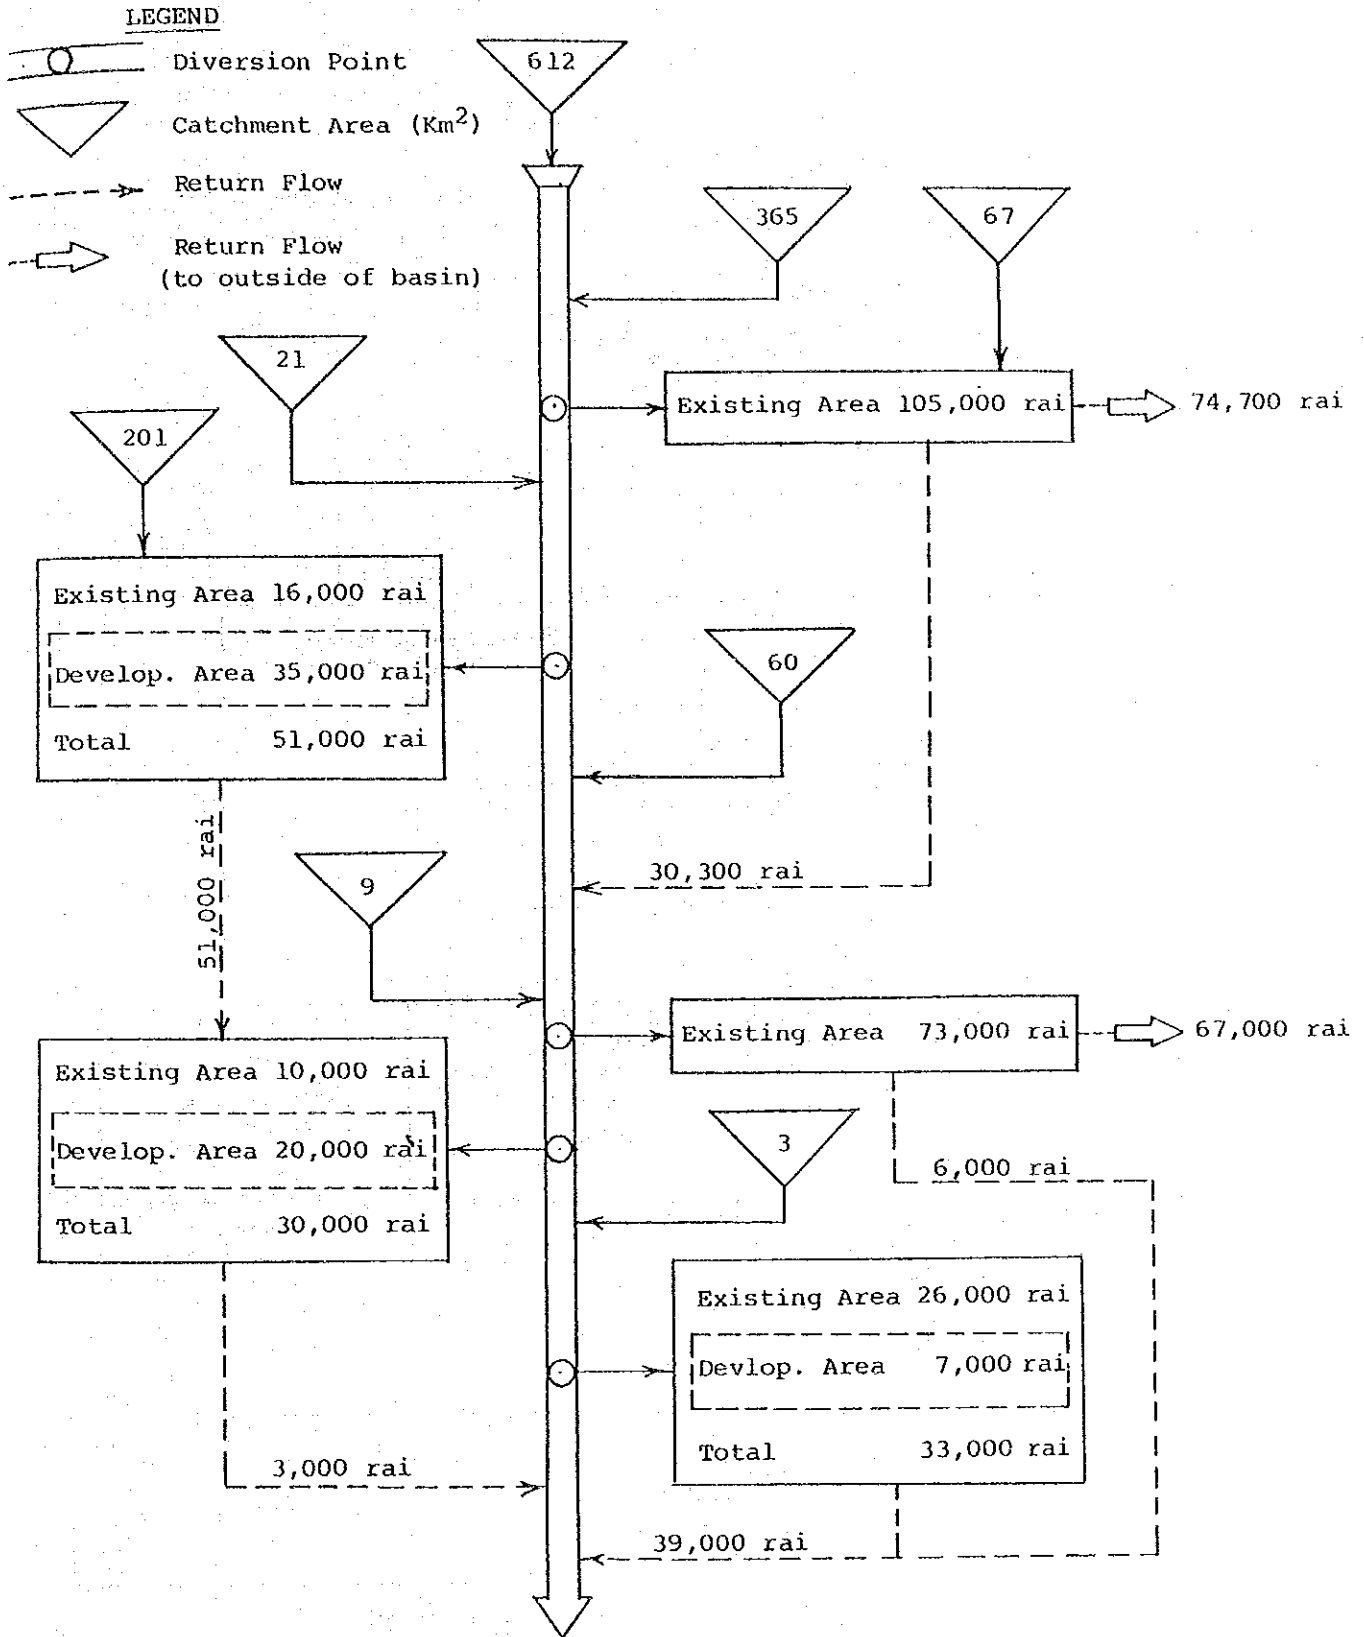 LEGEND
Diversion Point
Catchment Area (Km²)
Return Flow
Return Flow
(to outside of basin)
612
365
67
21
201
Existing Area 105,000 rai
74,700 rai
Existing Area 16,000 rai
Develop. Area 35,000 rai
Total 51,000 rai
60
51,000 rai
9
30,300 rai
Existing Area 73,000 rai
67,000 rai
Existing Area 10,000 rai
Develop. Area 20,000 rai
Total 30,000 rai
3
6,000 rai
Existing Area 26,000 rai
Devlop. Area 7,000 rai
Total 33,000 rai
3,000 rai
39,000 rai